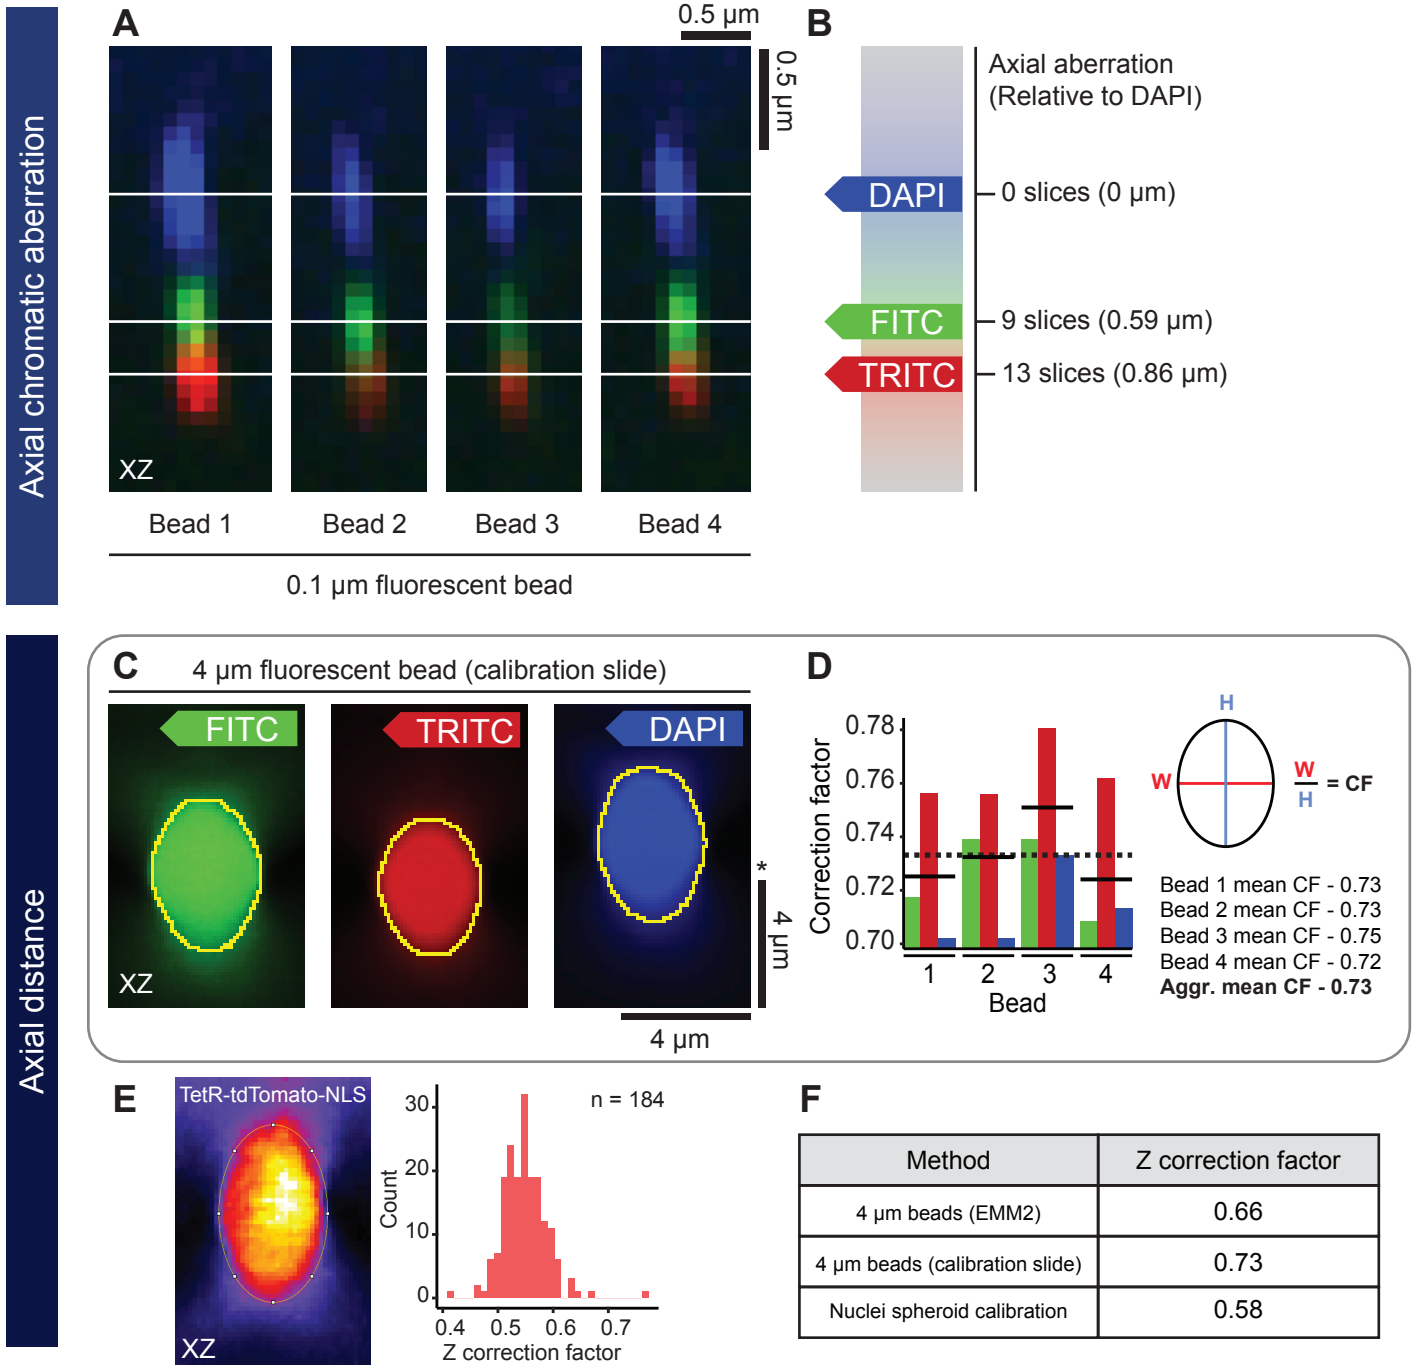 Axial chromatic aberration
A
0.5 µm
0.5 µm
XZ
Bead 1
Bead 2
Bead 3
Bead 4
0.1 µm fluorescent bead
B
Axial aberration
(Relative to DAPI)
DAPI
0 slices (0 µm)
FITC
9 slices (0.59 µm)
TRITC
13 slices (0.86 µm)
Axial distance
C
4 µm fluorescent bead (calibration slide)
FITC
TRITC
DAPI
XZ
*
4 µm
4 µm
D
Correction factor
0.78
0.76
0.74
0.72
0.70
1 2 3 4
Bead
H
W
W
H
= CF
Bead 1 mean CF - 0.73
Bead 2 mean CF - 0.73
Bead 3 mean CF - 0.75
Bead 4 mean CF - 0.72
Aggr. mean CF - 0.73
E
TetR-tdTomato-NLS
XZ
n = 184
Count
30
20
10
0
0.4 0.5 0.6 0.7
Z correction factor
F
Method Z correction factor
4 µm beads (EMM2) 0.66
4 µm beads (calibration slide) 0.73
Nuclei spheroid calibration 0.58